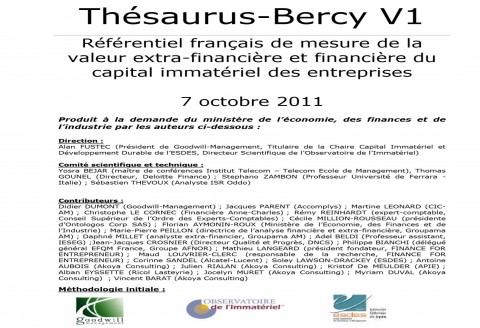 Thésaurus-Bercy V1
Référentiel français de mesure de la
valeur extra-financière et financière du
capital immatériel des entreprises
7 octobre 2011
Produit à la demande du ministère de l'économie, des finances et de
l'industrie par les auteurs ci-dessous :
Direction :
Alan FUSTEC (Président de Goodwill-Management, Titulaire de la Chaire Capital Immatériel et
Développement Durable de l'ESDES, Directeur Scientifique de l'Observatoire de l'Immatériel)
Comité scientifique et technique :
Yosra BEJAR (maître de conférences Institut Telecom – Telecom Ecole de Management), Thomas
GOUNEL (Directeur, Deloitte Finance) ; Stephano ZAMBON (Professeur Université de Ferrara -
Italie) ; Sébastien THEVOUX (Analyste ISR Oddo)
Contributeurs :
Didier DUMONT (Goodwill-Management) ; Jacques PARENT (Accomplys) ; Martine LEONARD (CIC-
AM) ; Christophe LE CORNEC (Financière Anne-Charles) ; Rémy REINHARDT (expert-comptable,
Conseil Supérieur de l'Ordre des Experts-Comptables) ; Cécile MILLION-ROUSSEAU (présidente
d'Ontologos Corp SAS) ; Florian AYMONIN-ROUX (Ministère de l'Economie, des Finances et de
l'Industrie) ; Marie-Pierre PEILLON (directrice de l'analyse financière et extra-financière, Groupama
AM) ; Daphné MILLET (analyste extra-financier, Groupama AM) ; Adel BELDI (Professeur assistant,
IESEG) ; Jean-Jacques CROSNIER (Directeur Qualité et Progrès, DNCS) ; Philippe BIANCHI (délégué
général EFQM France, Groupe AFNOR) ; Mathieu LANGEARD (président fondateur, FINANCE FOR
ENTREPRENEUR) ; Maud LOUVRIER-CLERC (responsable de la recherche, FINANCE FOR
ENTREPRENEUR) ; Corinne SANDEL (Alcatel-Lucent) ; Soley LAWSON-DRACKEY (ESDES) ; Antoine
AUBOIS (Akoya Consulting) ; Julien RIALAN (Akoya Consulting) ; Kristof De MEULDER (APIE) ;
Alban EYSSETTE (Ricol Lasteyrie) ; Jocelyn MURET (Akoya Consulting) ; Myriam DUVAL (Akoya
Consulting) ; Vincent BARAT (Akoya Consulting)
Méthodologie initiale :
goodwill
management
OBSERVATOIRE
de l'Immatériel
esdes